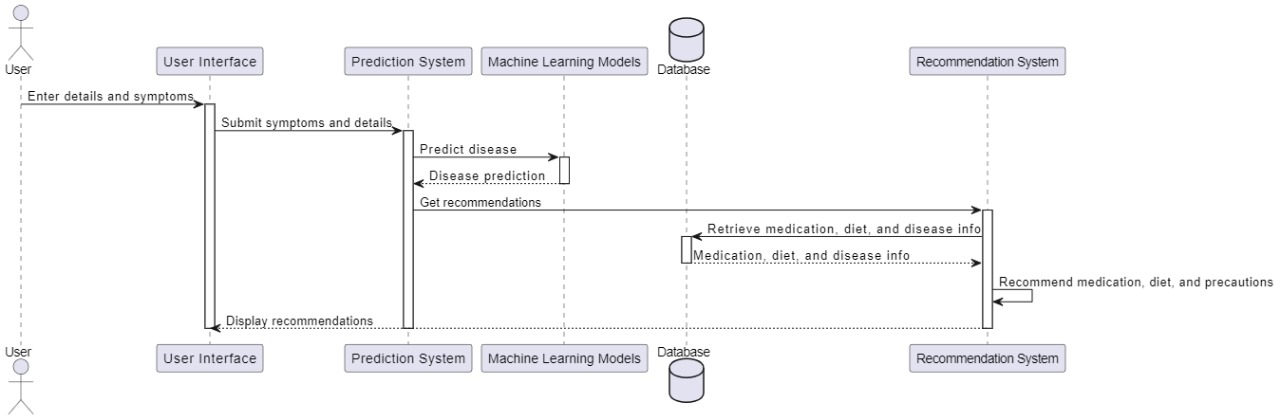 User
User Interface
Prediction System
Machine Learning Models
Database
Recommendation System
Enter details and symptoms
Submit symptoms and details
Predict disease
Disease prediction
Get recommendations
Retrieve medication, diet, and disease info
Medication, diet, and disease info
Recommend medication, diet, and precautions
Display recommendations
User
User Interface
Prediction System
Machine Learning Models
Database
Recommendation System